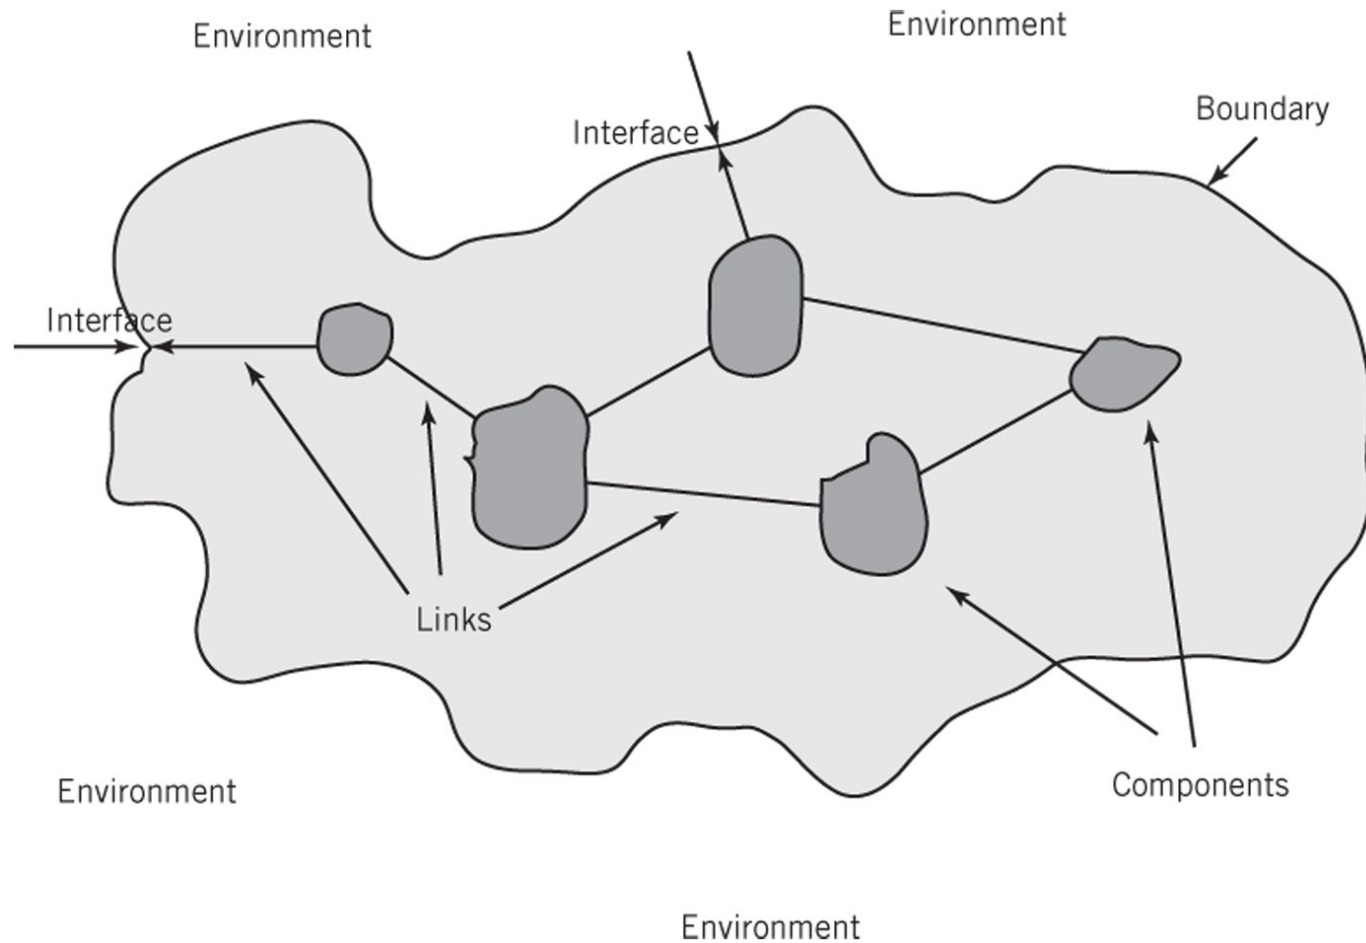 Environment
Environment
Boundary
Interface
Interface
Links
Components
Environment
Environment